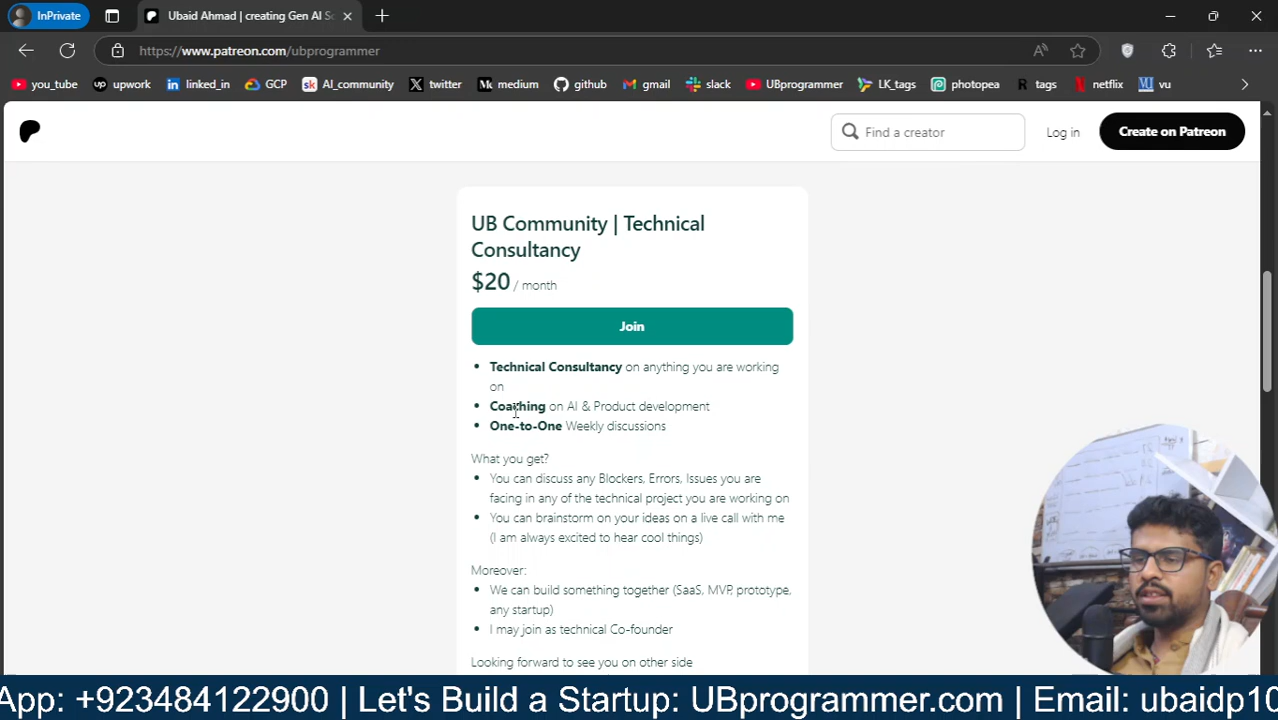 InPrivate
Ubaid Ahmad | creating Gen AI So
https://www.patreon.com/ubprogrammer
you_tube upwork linked_in GCP AI_community twitter medium github gmail slack UBprogrammer LK_tags photopea tags netflix vu
Find a creator Log in Create on Patreon
UB Community | Technical
Consultancy
$20 / month
Join
• Technical Consultancy on anything you are working
on
• Coaching on AI & Product development
• One-to-One Weekly discussions
What you get?
• You can discuss any Blockers, Errors, Issues you are
facing in any of the technical project you are working on
• You can brainstorm on your ideas on a live call with me
(I am always excited to hear cool things)
Moreover:
• We can build something together (SaaS, MVP, prototype,
any startup)
• I may join as technical Co-founder
Looking forward to see you on other side
App: +923484122900 | Let's Build a Startup: UBprogrammer.com | Email: ubaidp10